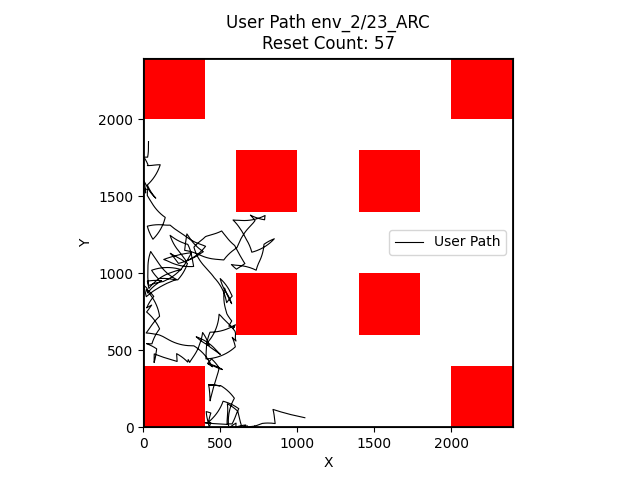 User Path env_2/23_ARC
Reset Count: 57
Y
2000
1500
1000
500
0
User Path
0 500 1000 1500 2000
X